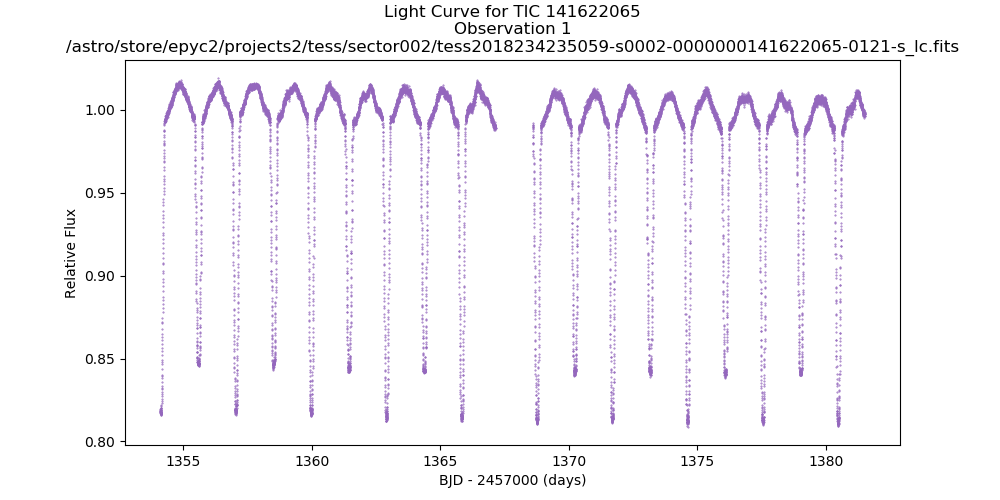 Light Curve for TIC 141622065
Observation 1
/astro/store/epyc2/projects2/tess/sector002/tess2018234235059-s0002-0000000141622065-0121-s_lc.fits
1.00
0.95
0.90
0.85
0.80
Relative Flux
1355 1360 1365 1370 1375 1380
BJD - 2457000 (days)